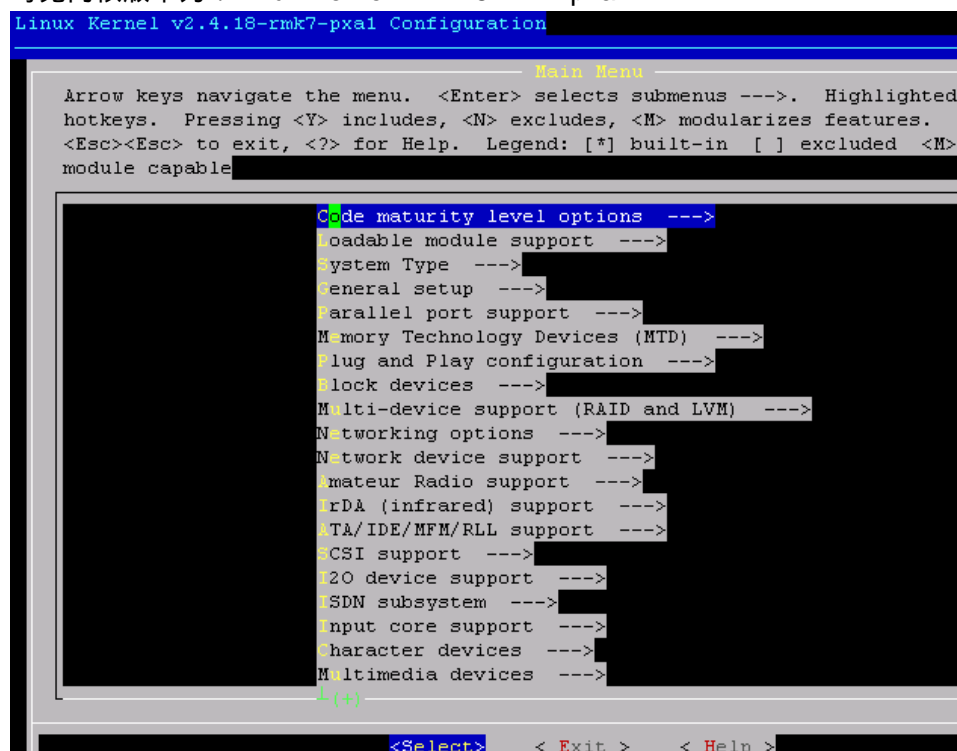 Linux Kernel v2.4.18-rmk7-pxa1 Configuration
Main Menu
Arrow keys navigate the menu. <Enter> selects submenus --->. Highlighted
hotkeys. Pressing <Y> includes, <N> excludes, <M> modularizes features.
<Esc><Esc> to exit, <?> for Help. Legend: [*] built-in [ ] excluded <M>
module capable
Code maturity level options --->
Loadable module support --->
System Type --->
General setup --->
Parallel port support --->
Memory Technology Devices (MTD) --->
Plug and Play configuration --->
Block devices --->
Multi-device support (RAID and LVM) --->
Networking options --->
Network device support --->
Amateur Radio support --->
IrDA (infrared) support --->
ATA/IDE/MFM/RLL support --->
SCSI support --->
I2O device support --->
ISDN subsystem --->
Input core support --->
Character devices --->
Multimedia devices --->
(+)
<Select> < Exit > < Help >